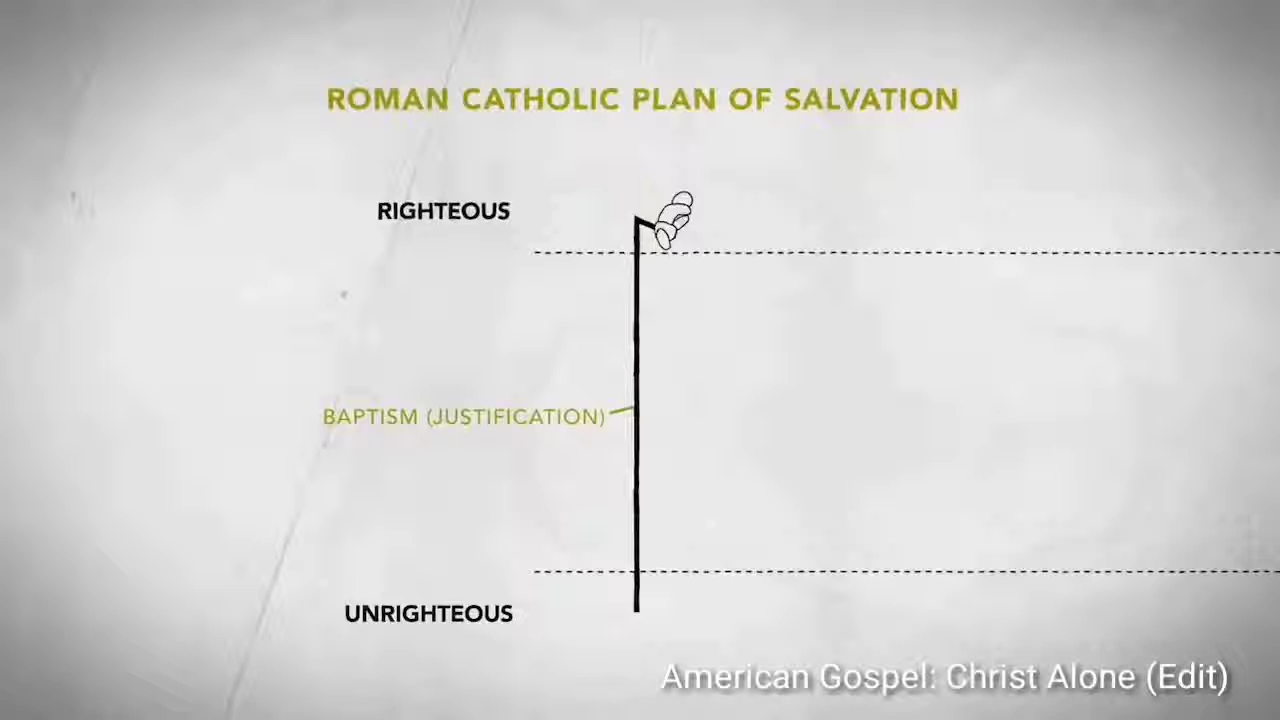 ROMAN CATHOLIC PLAN OF SALVATION
RIGHTEOUS
BAPTISM (JUSTIFICATION)
UNRIGHTEOUS
American Gospel: Christ Alone (Edit)